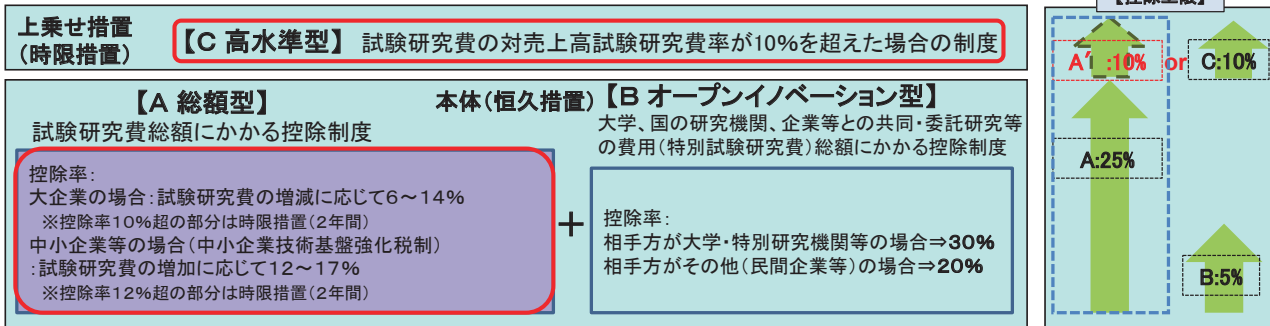 【控除上限】
上乗せ措置
(時限措置)
【C 高水準型】 試験研究費の対売上高試験研究費率が10%を超えた場合の制度
【A 総額型】
試験研究費総額にかかる控除制度
本体(恒久措置)
【B オープンイノベーション型】
大学、国の研究機関、企業等との共同・委託研究等
の費用(特別試験研究費)総額にかかる控除制度
控除率:
大企業の場合:試験研究費の増減に応じて6~14%
※控除率10%超の部分は時限措置(2年間)
中小企業等の場合(中小企業技術基盤強化税制)
:試験研究費の増加に応じて12~17%
※控除率12%超の部分は時限措置(2年間)
+
控除率:
相手方が大学・特別研究機関等の場合⇒30%
相手方がその他(民間企業等)の場合⇒20%
A′:10% or C:10%
A:25%
B:5%